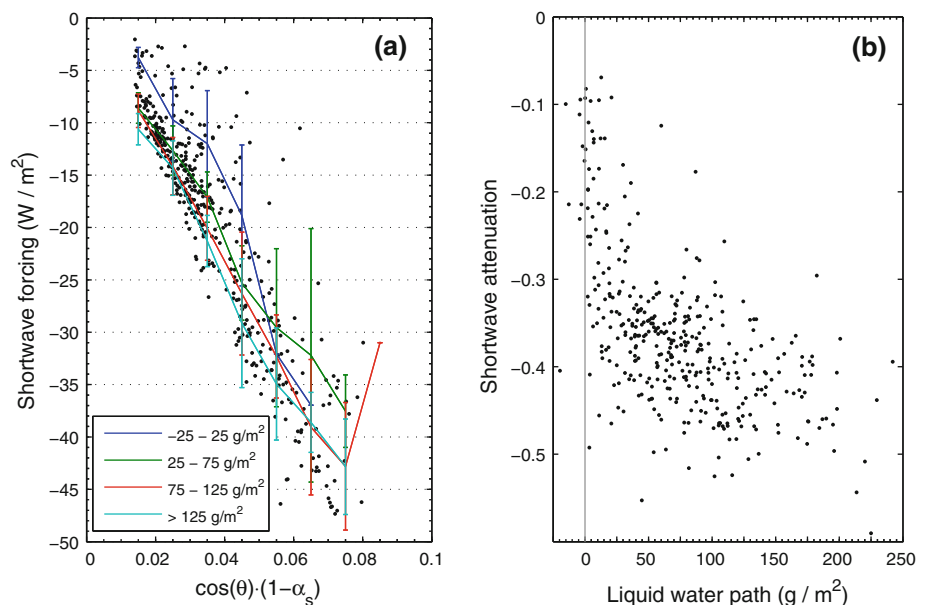 (a)
0
−5
−10
−15
−20
−25
−30
−35
−40
−45
−50
Shortwave forcing (W / m²)
−25 – 25 g/m²
25 – 75 g/m²
75 – 125 g/m²
> 125 g/m²
0 0.02 0.04 0.06 0.08 0.1
cos(θ)·(1−αs)
(b)
−0.1
−0.2
−0.3
−0.4
−0.5
Shortwave attenuation
0 50 100 150 200 250
Liquid water path (g / m²)